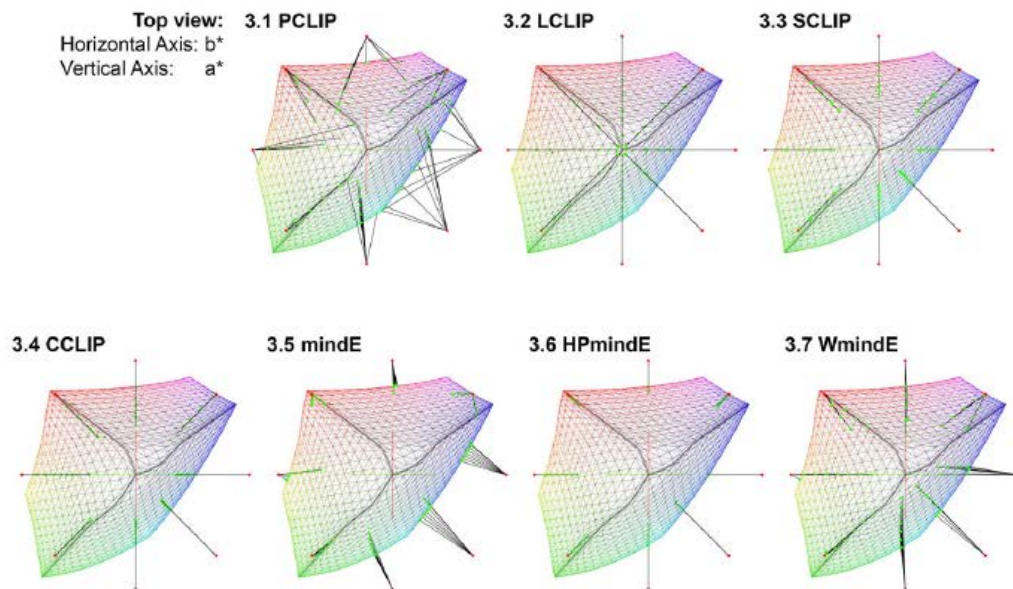 Top view:
Horizontal Axis: b*
Vertical Axis: a*
3.1 PCLIP
3.2 LCLIP
3.3 SCLIP
3.4 CCLIP
3.5 mindE
3.6 HPmindE
3.7 WmindE